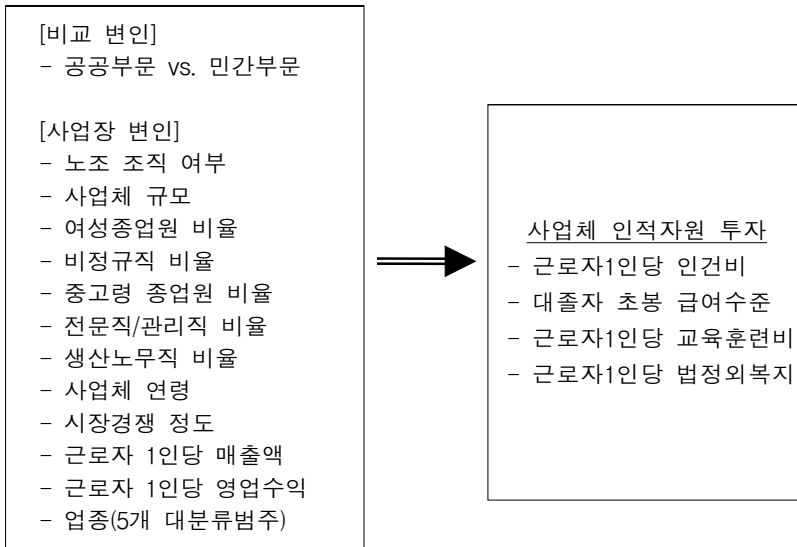 [비교 변인]
- 공공부문 vs. 민간부문
[사업장 변인]
- 노조 조직 여부
- 사업체 규모
- 여성종업원 비율
- 비정규직 비율
- 중고령 종업원 비율
- 전문직/관리직 비율
- 생산노무직 비율
- 사업체 연령
- 시장경쟁 정도
- 근로자 1인당 매출액
- 근로자 1인당 영업수익
- 업종(5개 대분류범주)
사업체 인적자원 투자
- 근로자1인당 인건비
- 대졸자 초봉 급여수준
- 근로자1인당 교육훈련비
- 근로자1인당 법정외복지